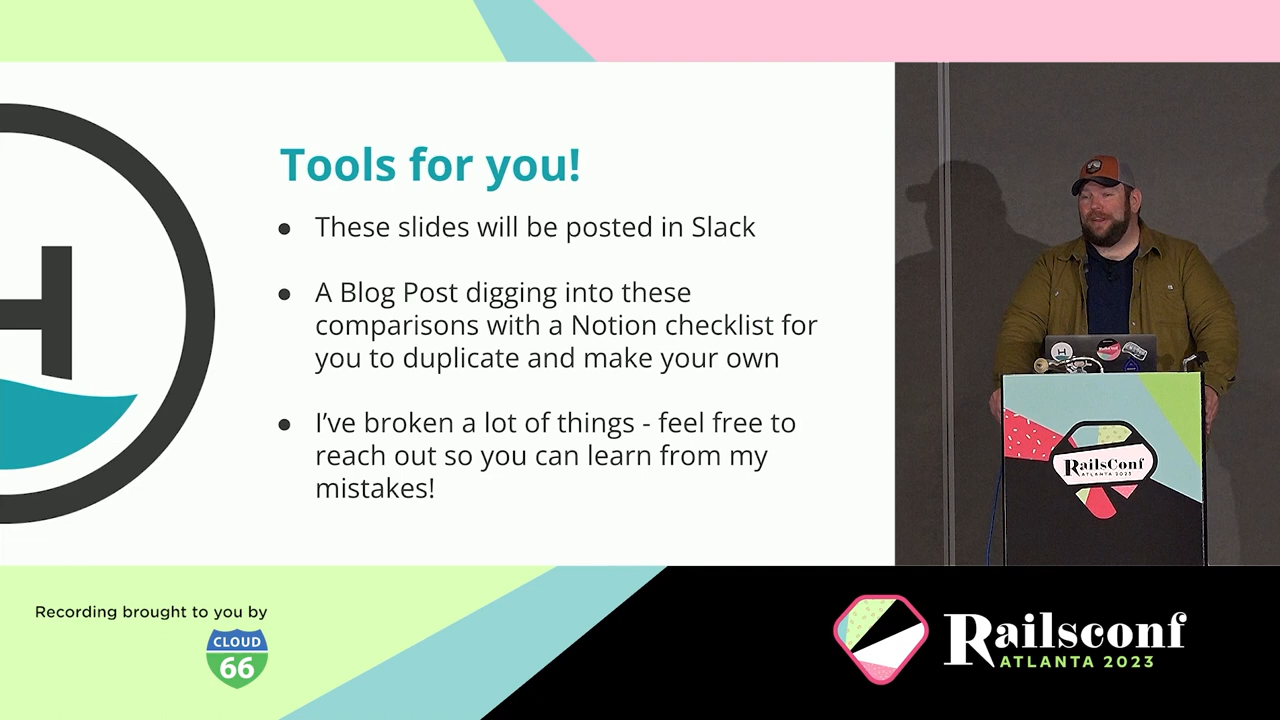 Tools for you!
● These slides will be posted in Slack
● A Blog Post digging into these
comparisons with a Notion checklist for
you to duplicate and make your own
● I’ve broken a lot of things - feel free to
reach out so you can learn from my
mistakes!
H
RailsConf
ATLANTA 2023
Recording brought to you by
CLOUD
66
Railsconf
ATLANTA 2023